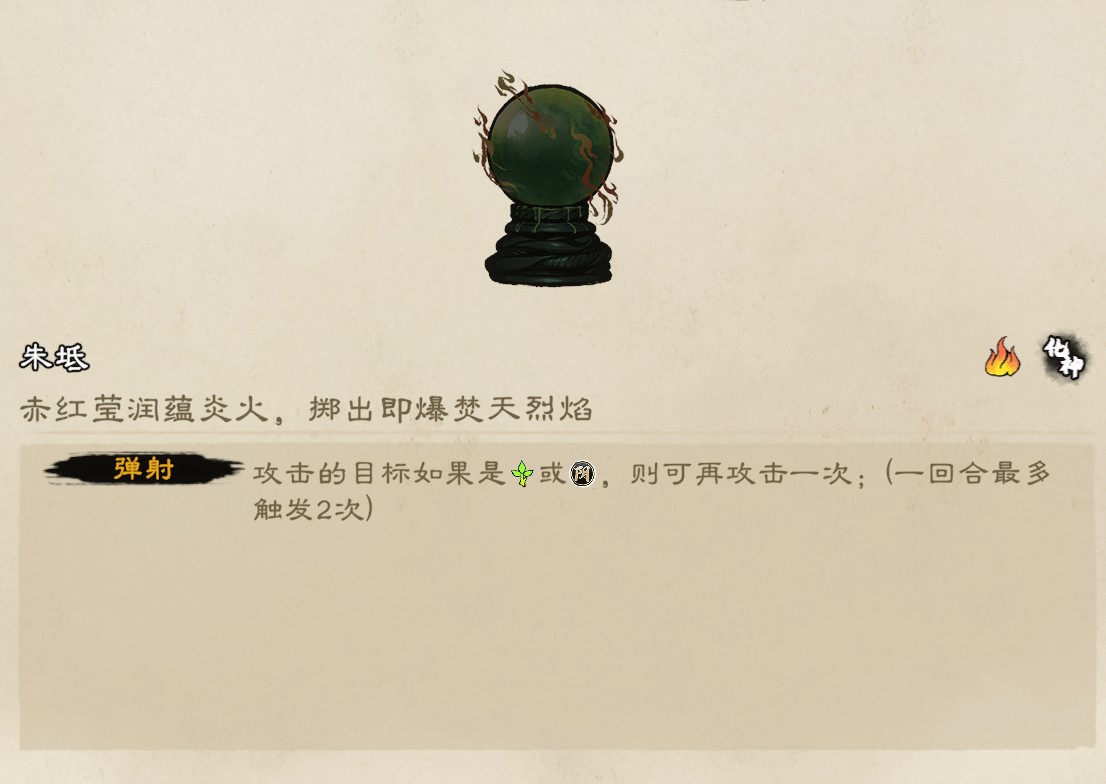 朱坻
化神
赤红莹润蕴炎火，掷出即爆焚天烈焰
弹射
攻击的目标如果是或阴，则可再攻击一次；(一回合最多
触发2次)